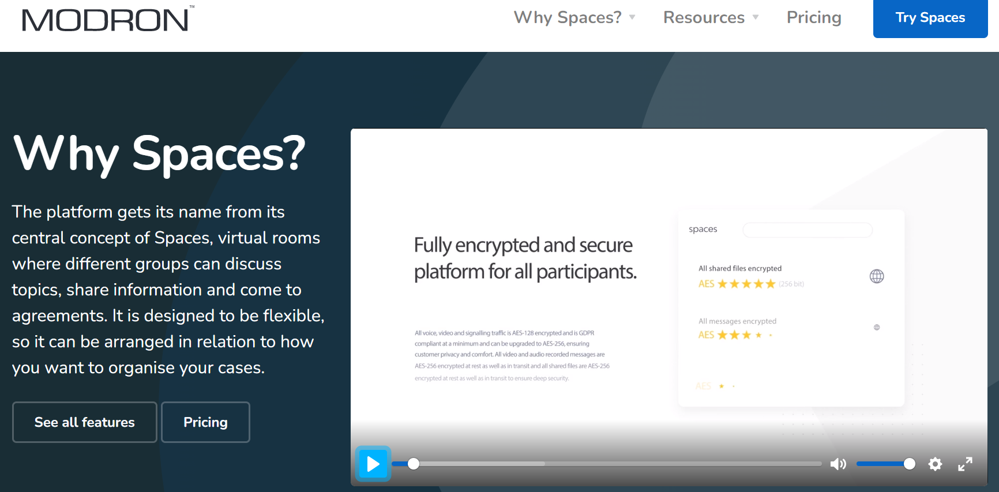 MODRON™
Why Spaces?
Resources
Pricing
Try Spaces
Why Spaces?
The platform gets its name from its
central concept of Spaces, virtual rooms
where different groups can discuss
topics, share information and come to
agreements. It is designed to be flexible,
so it can be arranged in relation to how
you want to organise your cases.
See all features
Pricing
Fully encrypted and secure
platform for all participants.
All voice, video and signalling traffic is AES-128 encrypted and is GDPR
compliant at a minimum and can be upgraded to AES-256, ensuring
customer privacy and comfort. All video and audio recorded messages are
AES-256 encrypted at rest as well as in transit and all shared files are AES-256
encrypted at rest as well as in transit to ensure deep security.
spaces
All shared files encrypted
AES ★★★★★ (256 bit)
All messages encrypted
AES ★★★★
AES ★